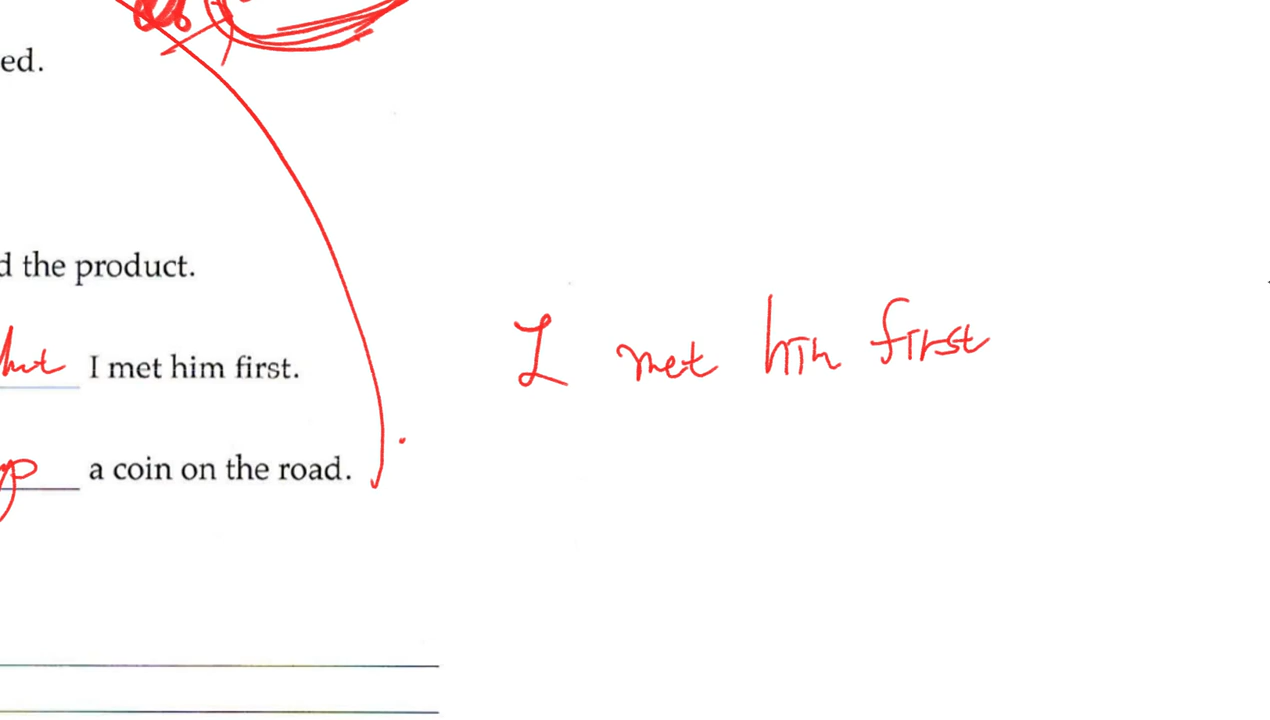 ed.
d the product.
I met him first.
I met him first
a coin on the road.